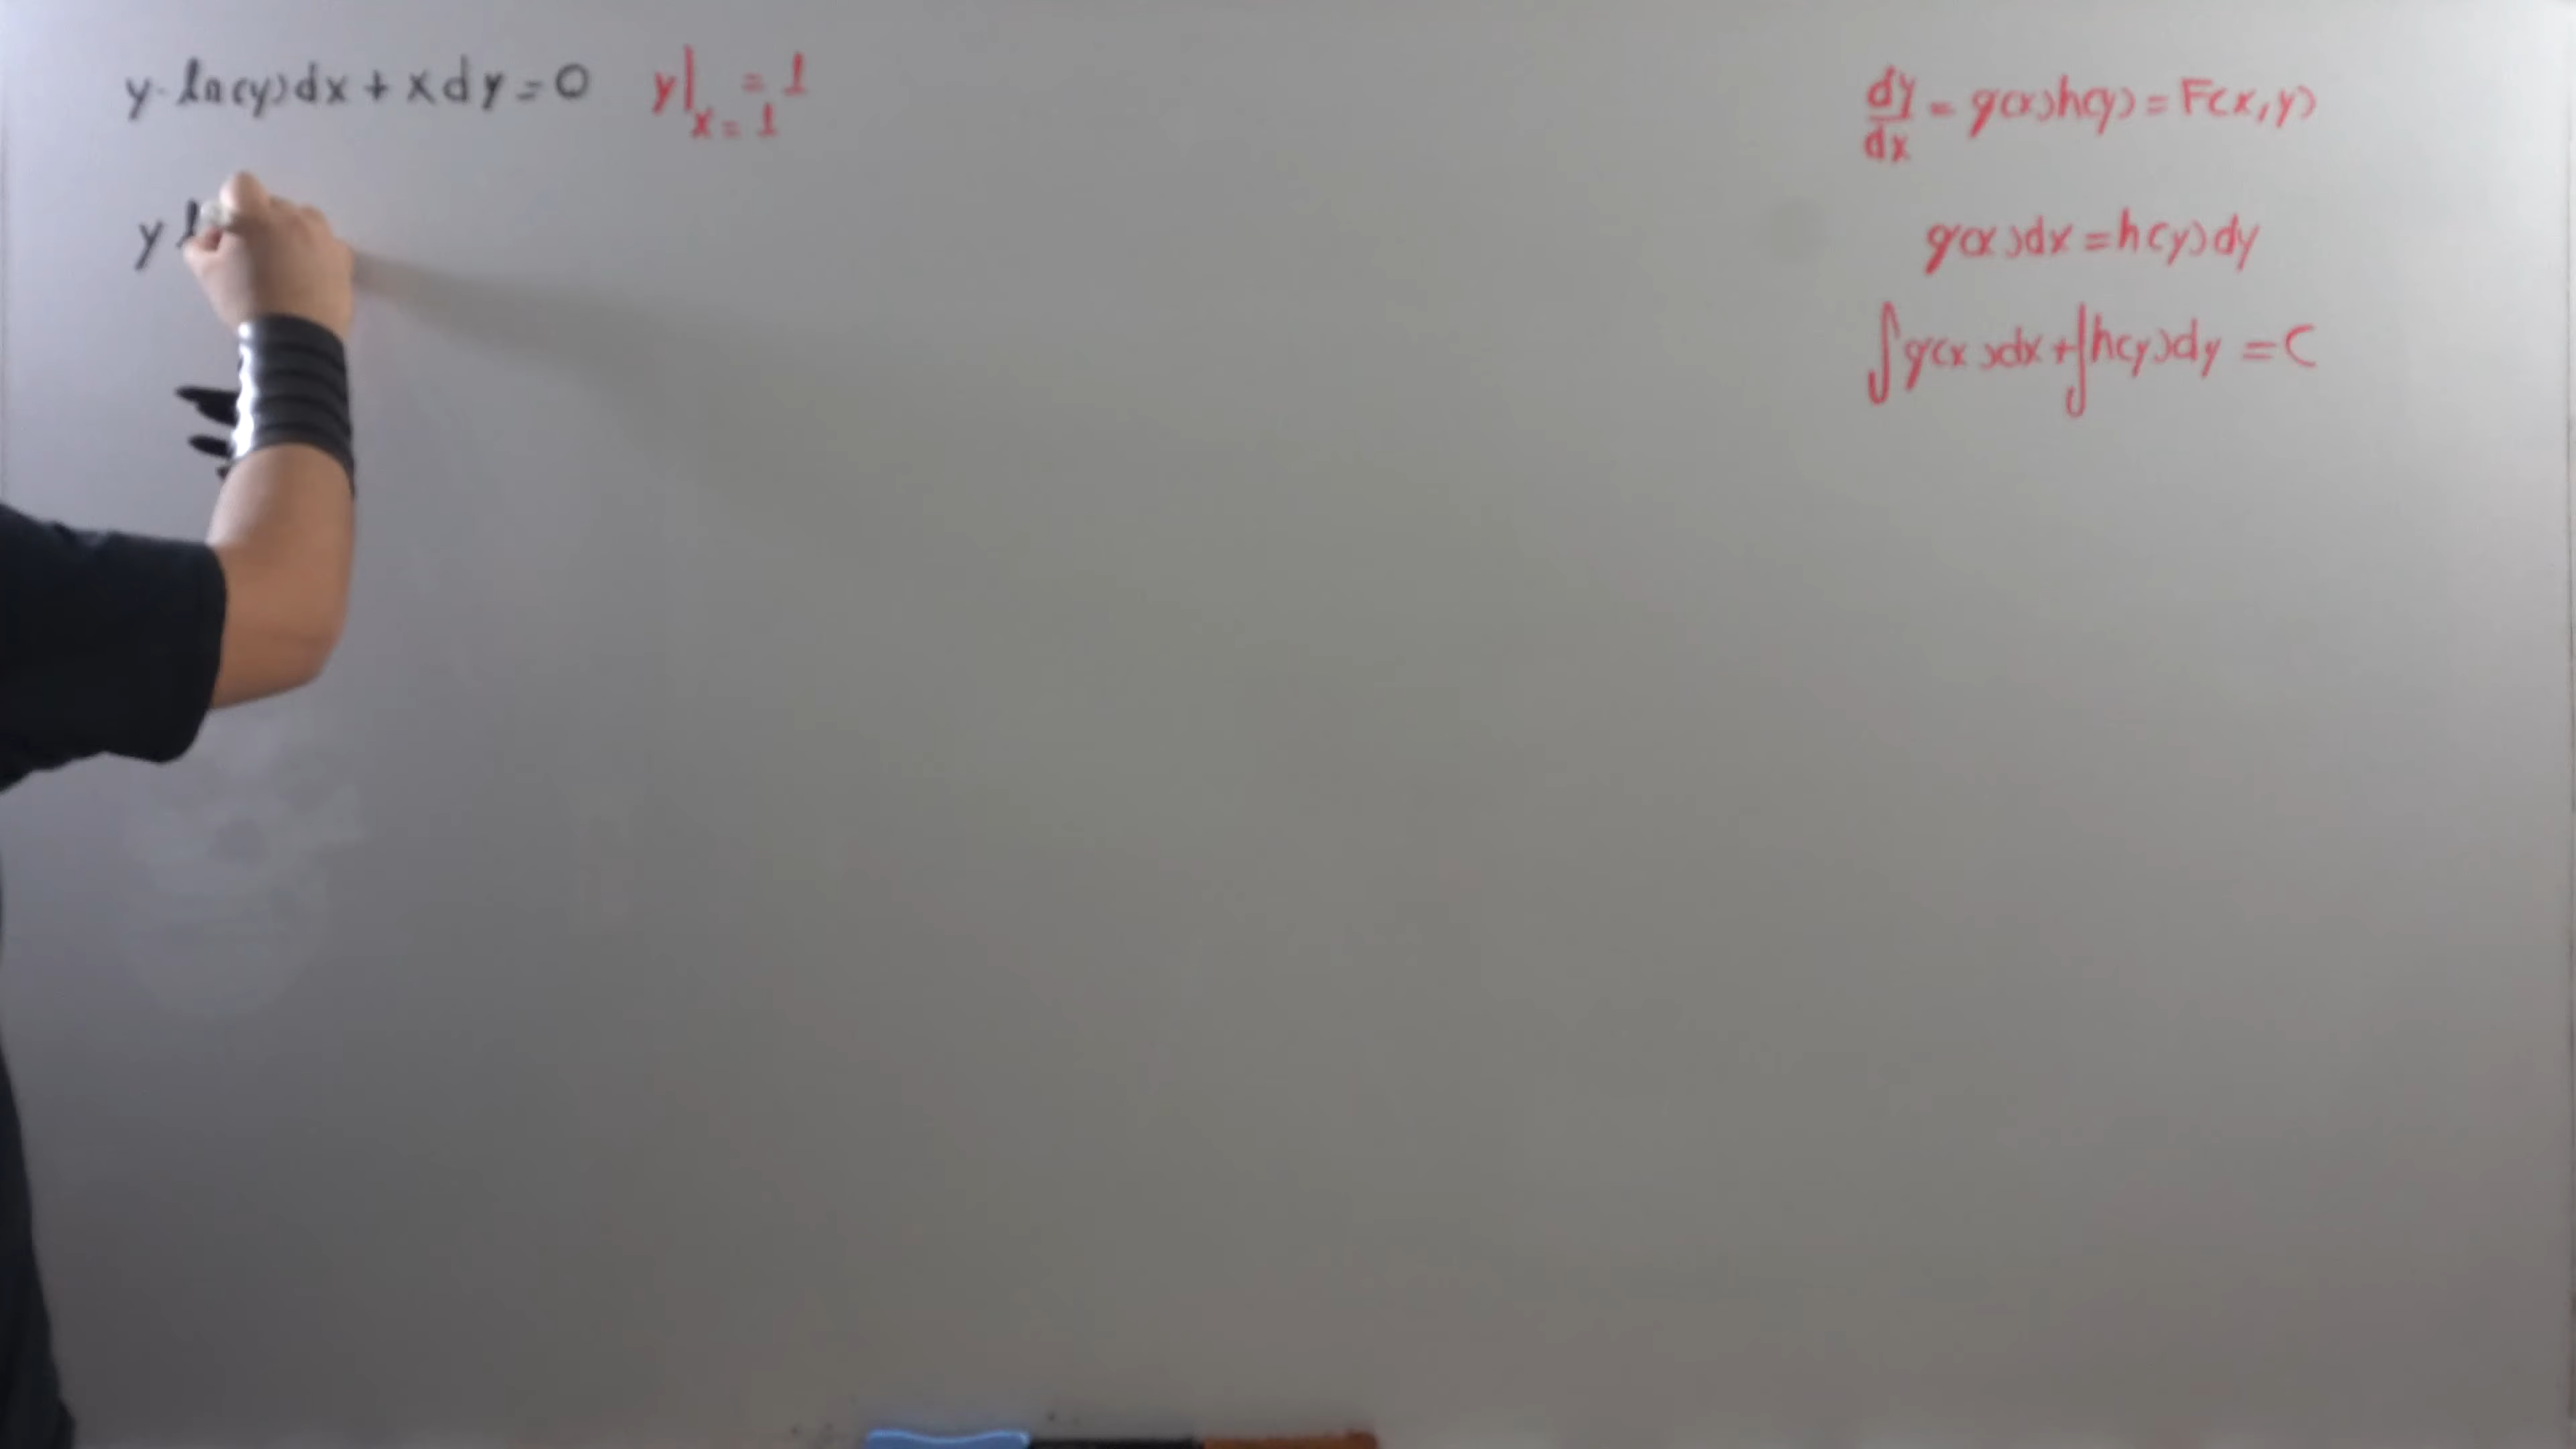 y·ln(y)dx + xdy = 0 y|x=1 = 1
y l
dy/dx = g(x)h(y) = F(x,y)
g(x)dx = h(y)dy
∫g(x)dx + ∫h(y)dy = C